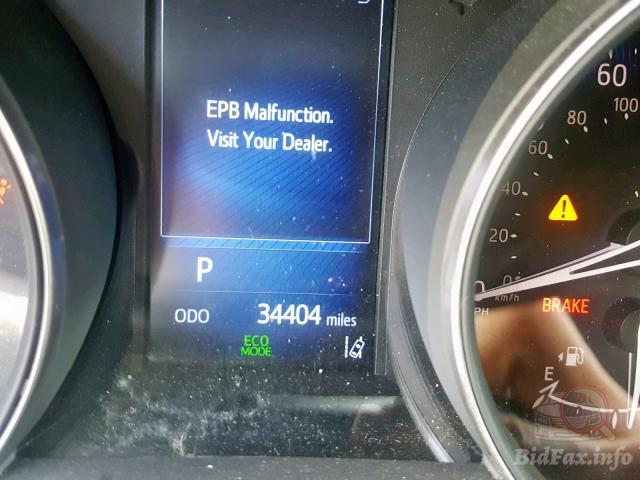 EPB Malfunction.
Visit Your Dealer.
P
ODO 34404 miles
ECO
MODE
60
100
80
60
40
20
0
km/h
BRAKE
E
BidFax.info